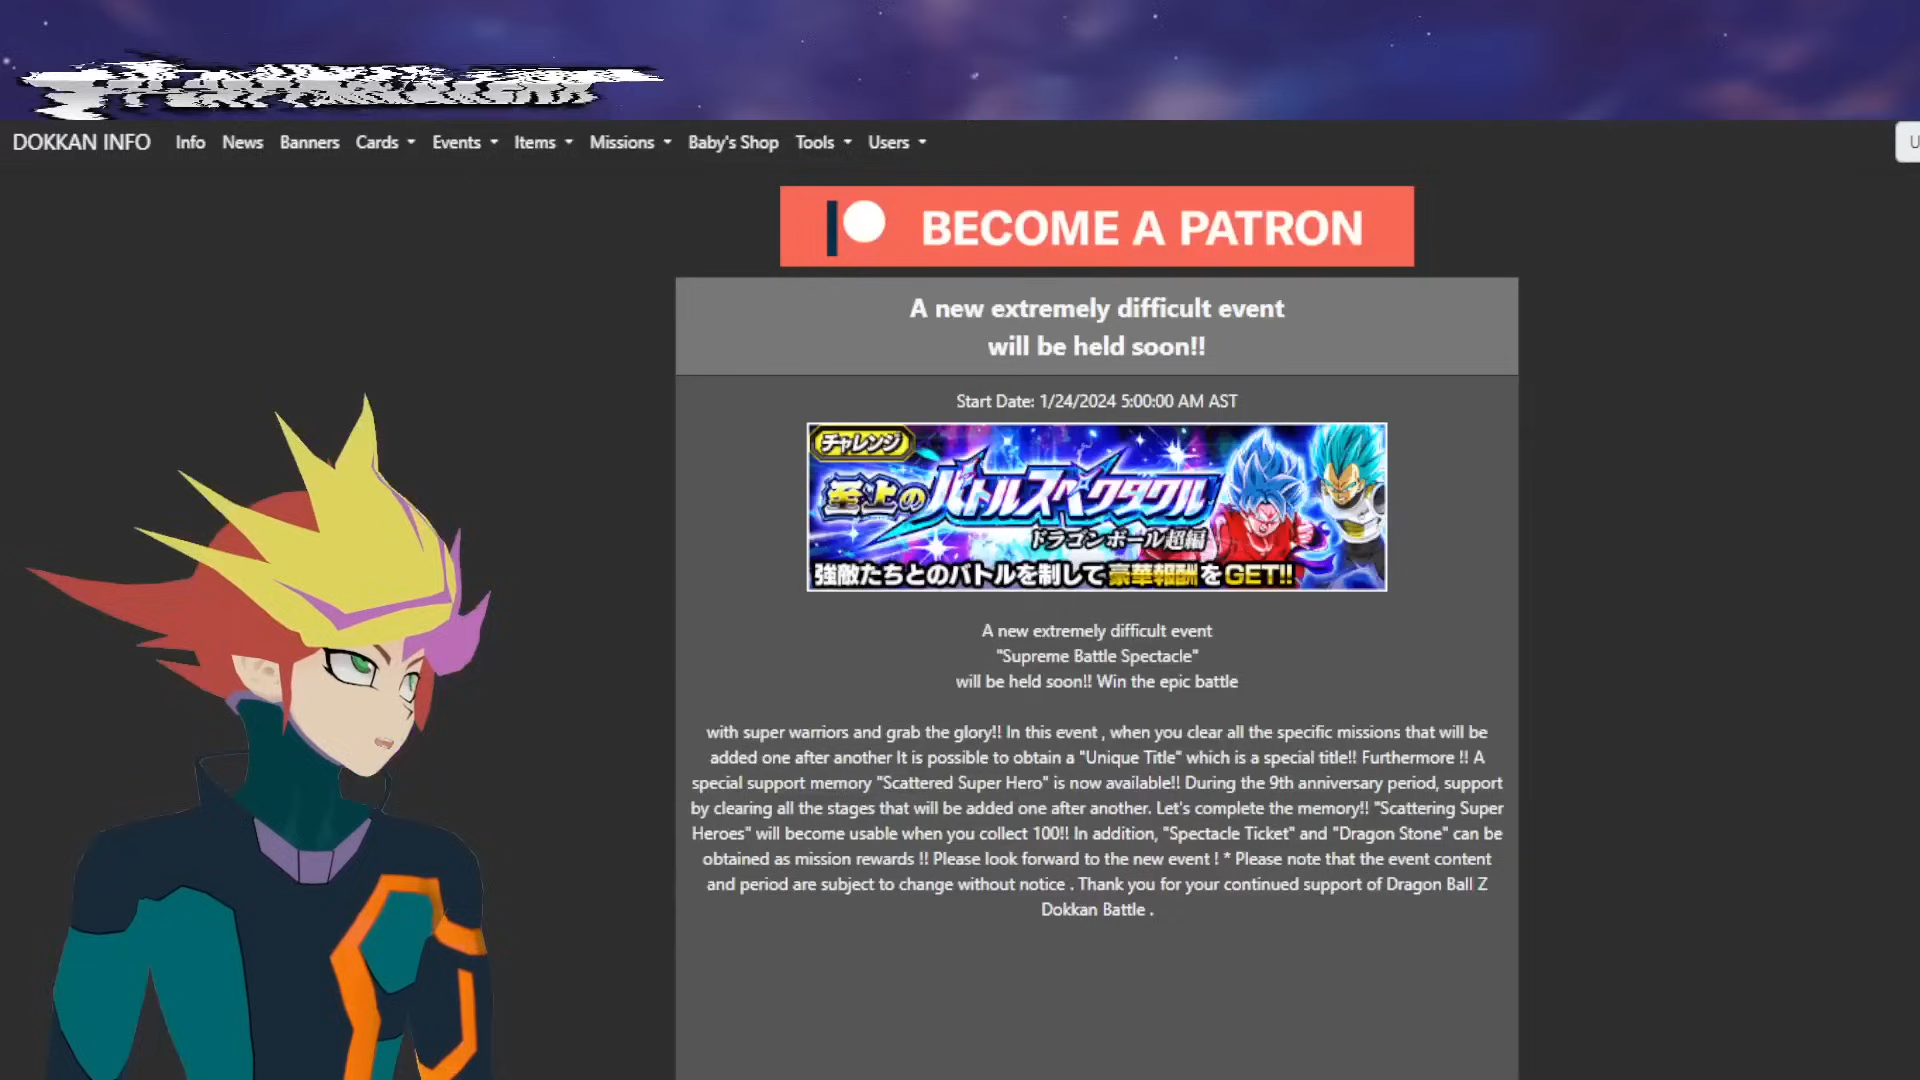 DOKKAN INFO Info News Banners Cards Events Items Missions Baby's Shop Tools Users U
BECOME A PATRON
A new extremely difficult event
will be held soon!!
Start Date: 1/24/2024 5:00:00 AM AST
チャレンジ
至上のバトルスペクタクル
ドラゴンボール超編
強敵たちとのバトルを制して豪華報酬をGET!!
A new extremely difficult event
"Supreme Battle Spectacle"
will be held soon!! Win the epic battle
with super warriors and grab the glory!! In this event , when you clear all the specific missions that will be
added one after another It is possible to obtain a "Unique Title" which is a special title!! Furthermore !! A
special support memory "Scattered Super Hero" is now available!! During the 9th anniversary period, support
by clearing all the stages that will be added one after another. Let's complete the memory!! "Scattering Super
Heroes" will become usable when you collect 100!! In addition, "Spectacle Ticket" and "Dragon Stone" can be
obtained as mission rewards !! Please look forward to the new event ! * Please note that the event content
and period are subject to change without notice . Thank you for your continued support of Dragon Ball Z
Dokkan Battle .